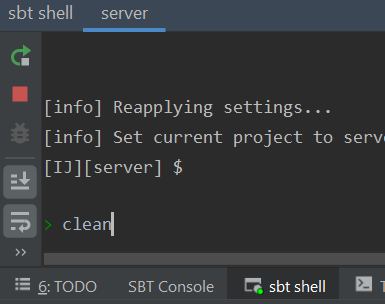 sbt shell server
[info] Reapplying settings...
[info] Set current project to serve
[IJ][server] $
> clean
>>
6: TODO SBT Console sbt shell